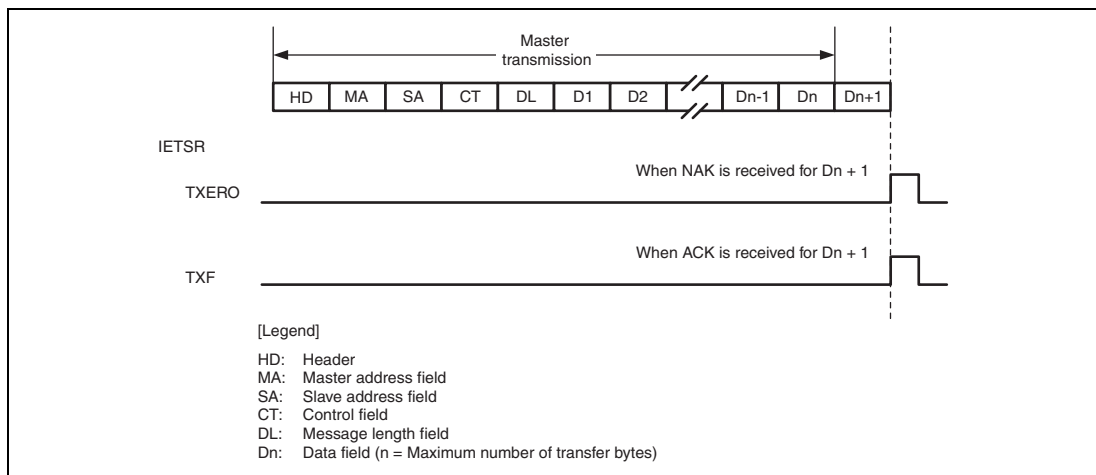 Master
transmission
HD MA SA CT DL D1 D2 Dn-1 Dn Dn+1
IETSR
When NAK is received for Dn + 1
TXERO
When ACK is received for Dn + 1
TXF
[Legend]
HD: Header
MA: Master address field
SA: Slave address field
CT: Control field
DL: Message length field
Dn: Data field (n = Maximum number of transfer bytes)